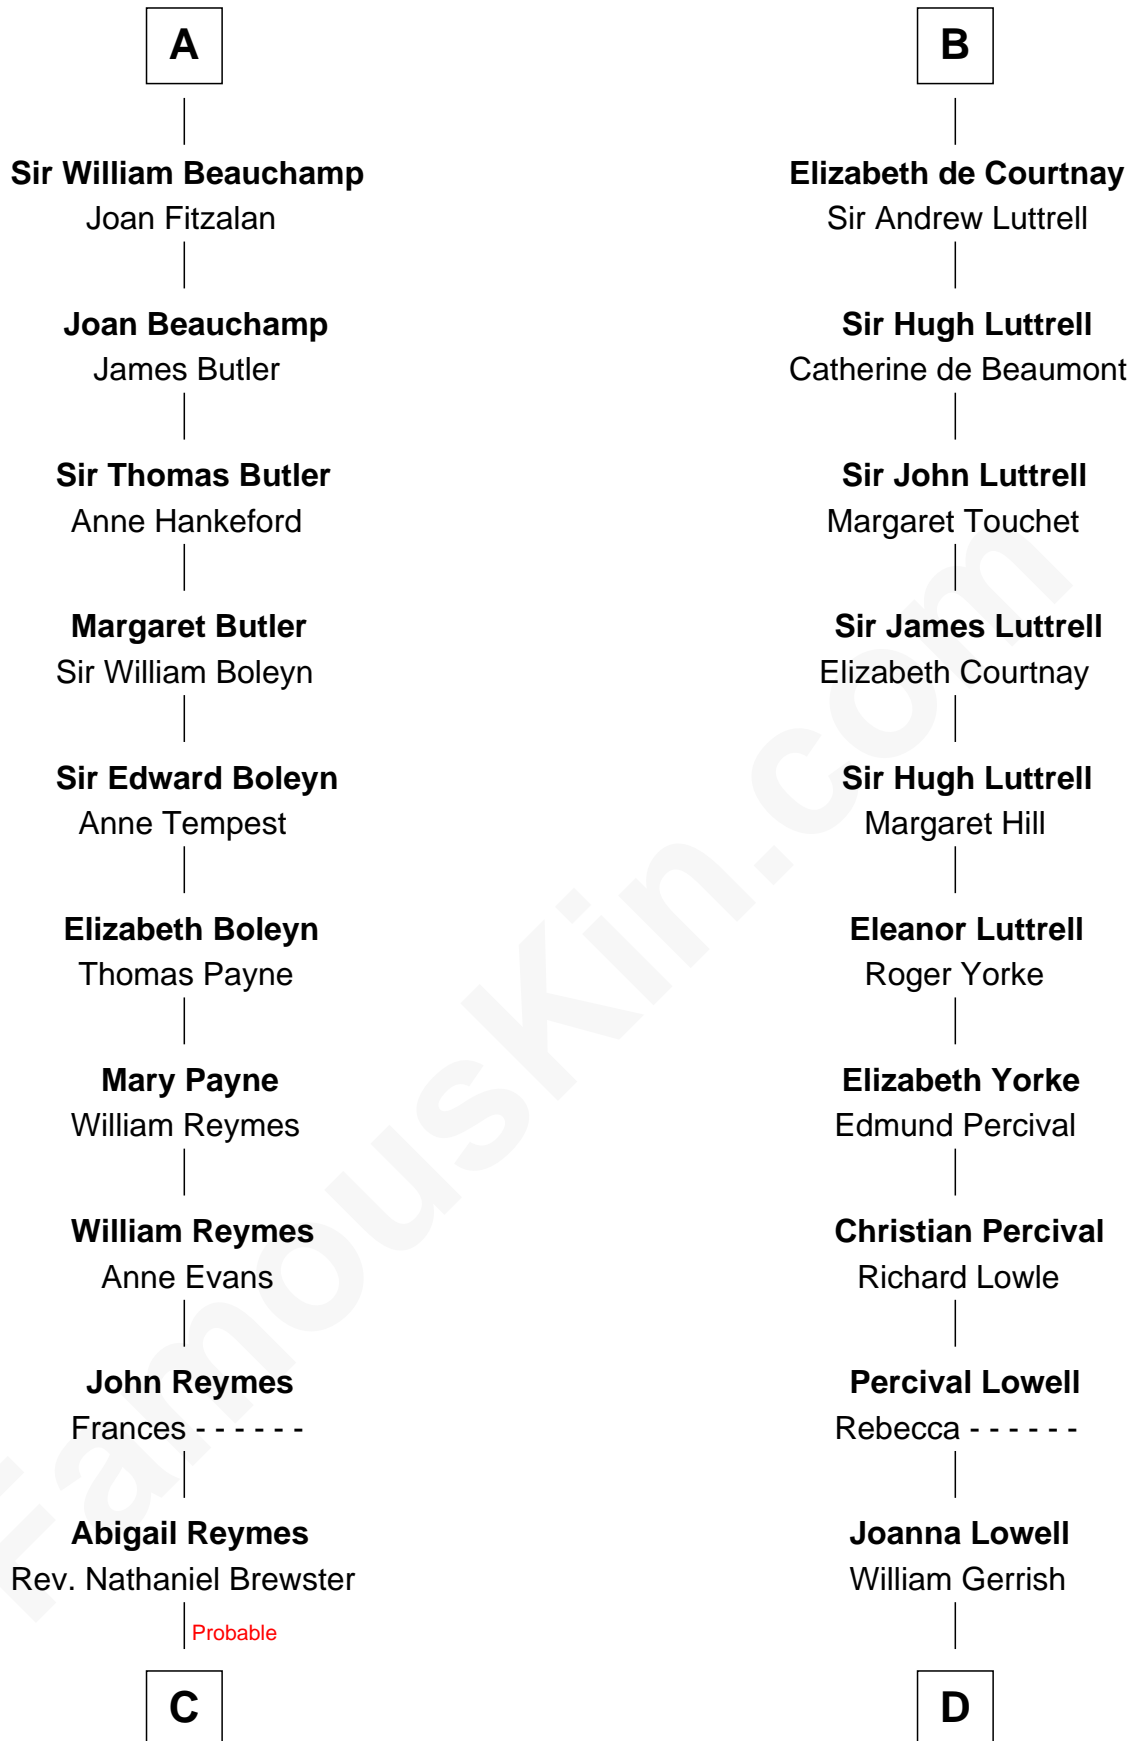 A
Sir William Beauchamp
Joan Fitzalan
Joan Beauchamp
James Butler
Sir Thomas Butler
Anne Hankeford
Margaret Butler
Sir William Boleyn
Sir Edward Boleyn
Anne Tempest
Elizabeth Boleyn
Thomas Payne
Mary Payne
William Reymes
William Reymes
Anne Evans
John Reymes
Frances - - - - - -
Abigail Reymes
Rev. Nathaniel Brewster
Probable
C
B
Elizabeth de Courtnay
Sir Andrew Luttrell
Sir Hugh Luttrell
Catherine de Beaumont
Sir John Luttrell
Margaret Touchet
Sir James Luttrell
Elizabeth Courtnay
Sir Hugh Luttrell
Margaret Hill
Eleanor Luttrell
Roger Yorke
Elizabeth Yorke
Edmund Percival
Christian Percival
Richard Lowle
Percival Lowell
Rebecca - - - - - -
Joanna Lowell
William Gerrish
D
FamousKin.com